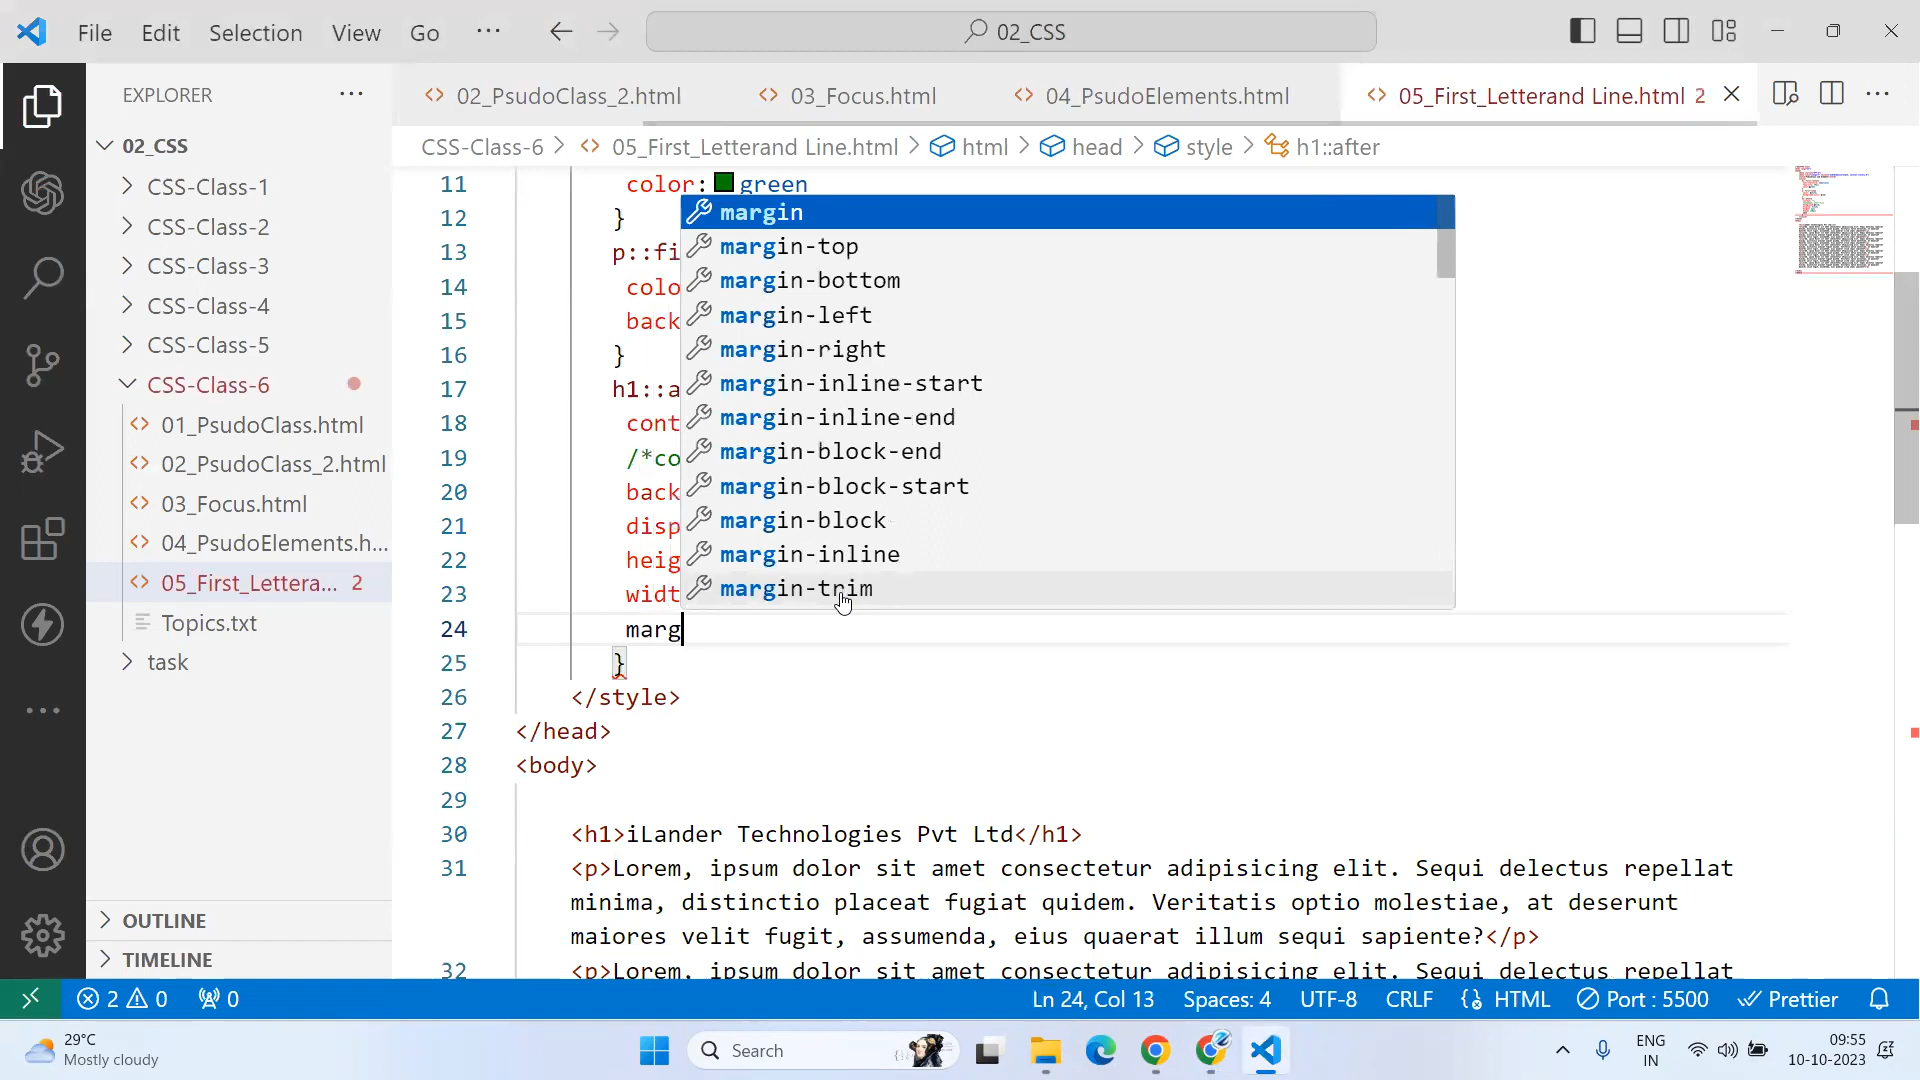 File Edit Selection View Go ··· 02_CSS
EXPLORER ···
02_PsudoClass_2.html 03_Focus.html 04_PsudoElements.html 05_First_Letterand Line.html 2
CSS-Class-6 > 05_First_Letterand Line.html > html > head > style > h1::after
02_CSS
CSS-Class-1
CSS-Class-2
CSS-Class-3
CSS-Class-4
CSS-Class-5
CSS-Class-6
01_PsudoClass.html
02_PsudoClass_2.html
03_Focus.html
04_PsudoElements.h...
05_First_Lettera... 2
Topics.txt
task
OUTLINE
TIMELINE
11 color: green
12 }
13 p::fi
14 colo
15 back
16 }
17 h1::a
18 cont
19 /*co
20 back
21 disp
22 heig
23 widt
24 marg
25 }
26 </style>
27 </head>
28 <body>
29
30 <h1>iLander Technologies Pvt Ltd</h1>
31 <p>Lorem, ipsum dolor sit amet consectetur adipisicing elit. Sequi delectus repellat
minima, distinctio placeat fugiat quidem. Veritatis optio molestiae, at deserunt
maiores velit fugit, assumenda, eius quaerat illum sequi sapiente?</p>
32 <p>Lorem, ipsum dolor sit amet consectetur adipisicing elit. Sequi delectus repellat
margin
margin-top
margin-bottom
margin-left
margin-right
margin-inline-start
margin-inline-end
margin-block-end
margin-block-start
margin-block
margin-inline
margin-trim
2 0 0 Ln 24, Col 13 Spaces: 4 UTF-8 CRLF HTML Port : 5500 Prettier
29°C
Mostly cloudy
Search
ENG
IN
09:55
10-10-2023